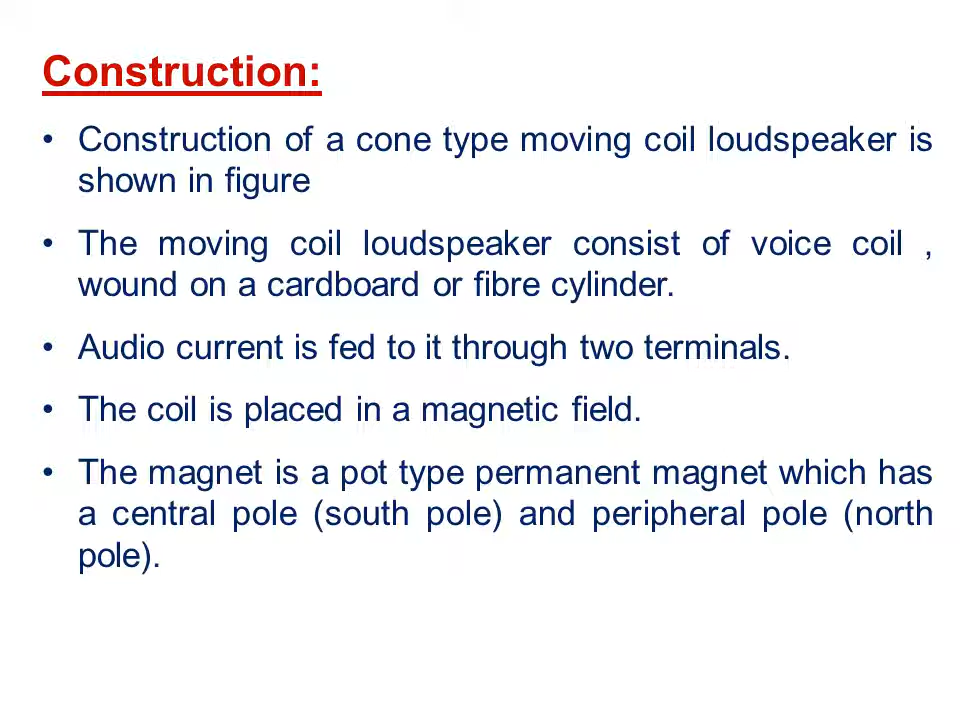 Construction:
• Construction of a cone type moving coil loudspeaker is
shown in figure
• The moving coil loudspeaker consist of voice coil ,
wound on a cardboard or fibre cylinder.
• Audio current is fed to it through two terminals.
• The coil is placed in a magnetic field.
• The magnet is a pot type permanent magnet which has
a central pole (south pole) and peripheral pole (north
pole).